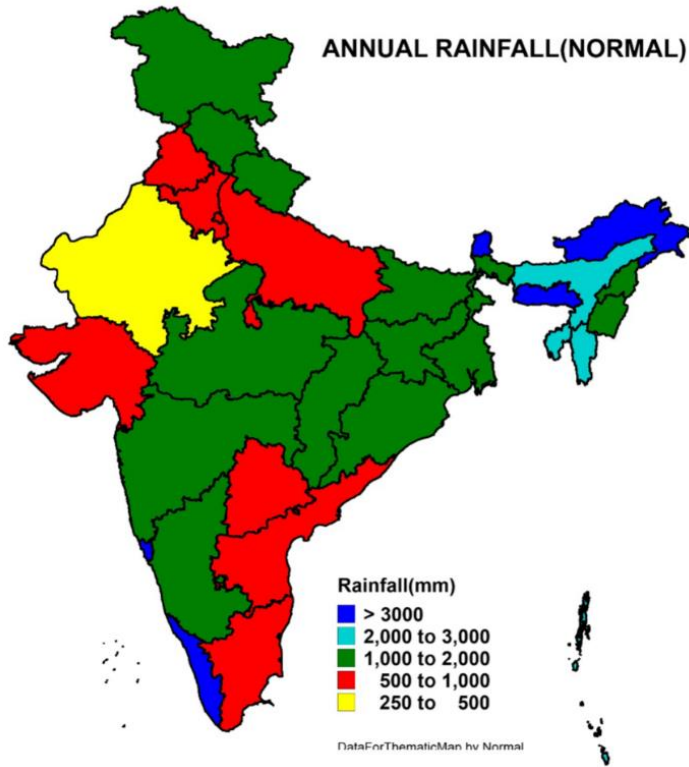 ANNUAL RAINFALL(NORMAL)
Rainfall(mm)
> 3000
2,000 to 3,000
1,000 to 2,000
500 to 1,000
250 to 500
DataForThematicMap by Normal